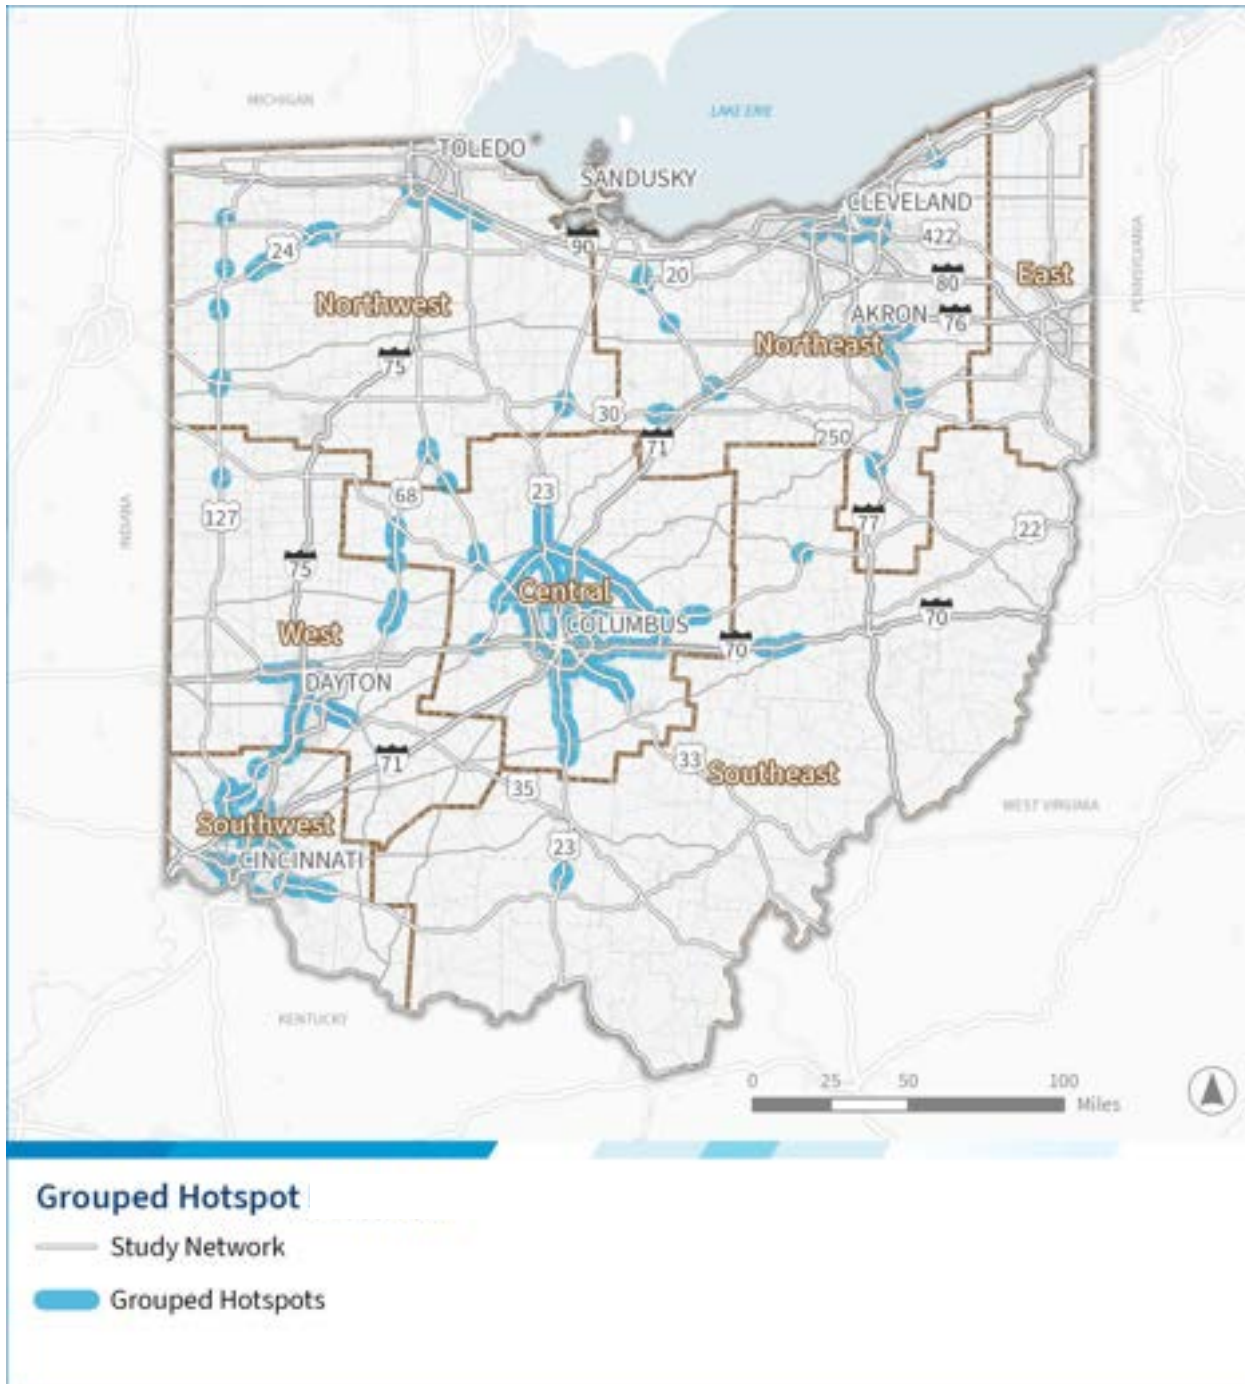 MICHIGAN
LAKE ERIE
TOLEDO
SANDUSKY
CLEVELAND
90
422
24
20
80
East
PENNSYLVANIA
Northwest
AKRON
76
Northeast
75
30
71
250
68
23
127
INDIANA
77
22
75
Central
70
West
COLUMBUS
70
DAYTON
71
33
Southeast
35
WEST VIRGINIA
Southwest
23
CINCINNATI
KENTUCKY
0 25 50 100
Miles
Grouped Hotspot
Study Network
Grouped Hotspots